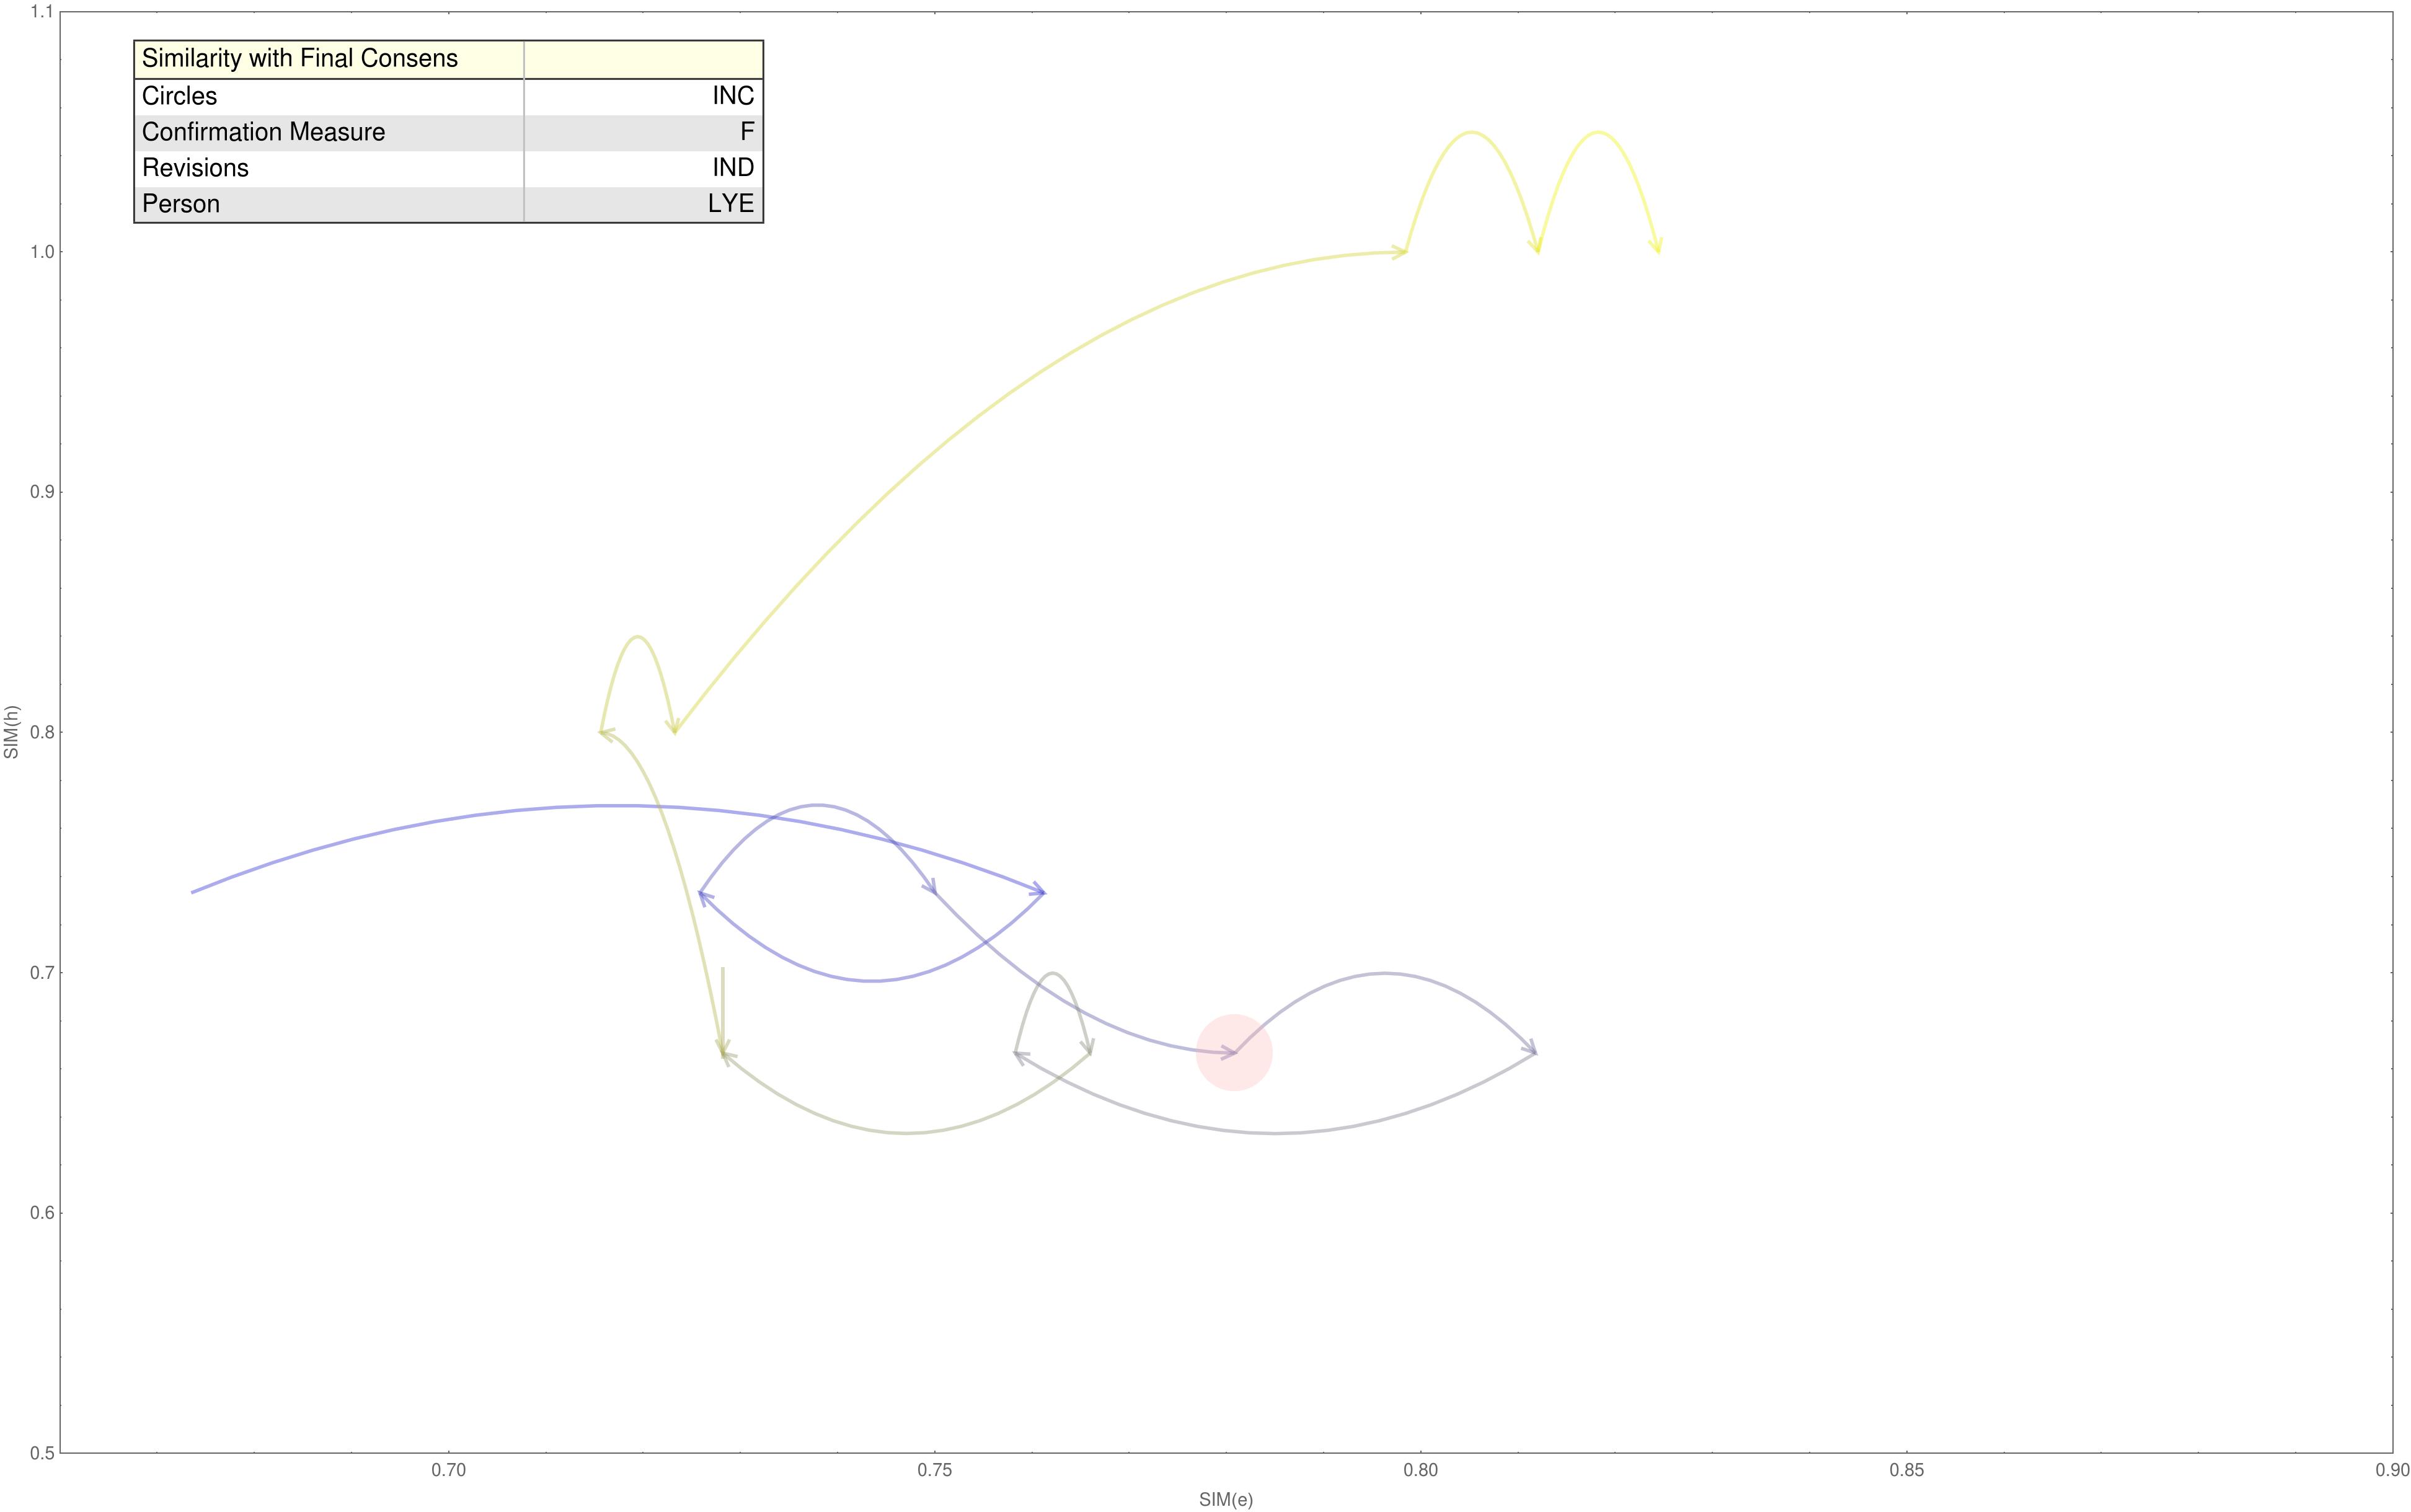 1.1
Similarity with Final Consens
Circles INC
Confirmation Measure F
Revisions IND
Person LYE
1.0
0.9
0.8
SIM(h)
0.7
0.6
0.5
0.70 0.75 0.80 0.85 0.90
SIM(e)